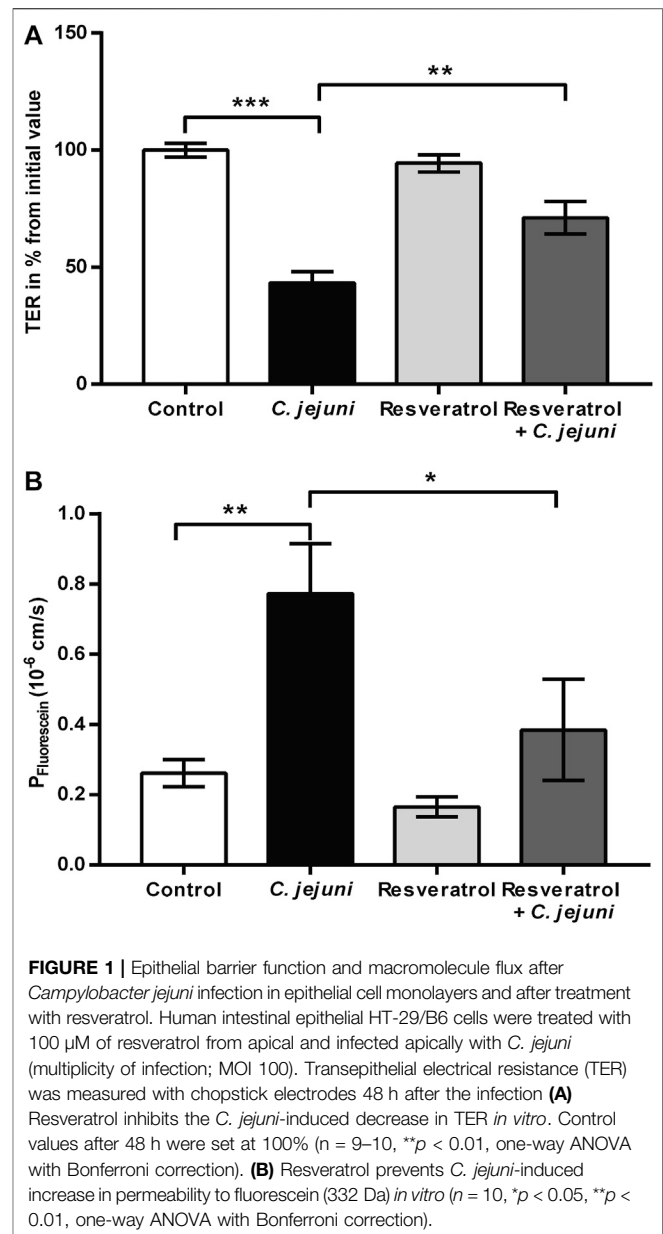 A
150
100
50
0
TER in % from initial value
***
**
Control C. jejuni Resveratrol Resveratrol
+ C. jejuni
B
1.0
0.8
0.6
0.4
0.2
0.0
PFluorescein (10-6 cm/s)
**
*
Control C. jejuni Resveratrol Resveratrol
+ C. jejuni
FIGURE 1 | Epithelial barrier function and macromolecule flux after
Campylobacter jejuni infection in epithelial cell monolayers and after treatment
with resveratrol. Human intestinal epithelial HT-29/B6 cells were treated with
100 µM of resveratrol from apical and infected apically with C. jejuni
(multiplicity of infection; MOI 100). Transepithelial electrical resistance (TER)
was measured with chopstick electrodes 48 h after the infection (A)
Resveratrol inhibits the C. jejuni-induced decrease in TER in vitro. Control
values after 48 h were set at 100% (n = 9–10, **p < 0.01, one-way ANOVA
with Bonferroni correction). (B) Resveratrol prevents C. jejuni-induced
increase in permeability to fluorescein (332 Da) in vitro (n = 10, *p < 0.05, **p <
0.01, one-way ANOVA with Bonferroni correction).